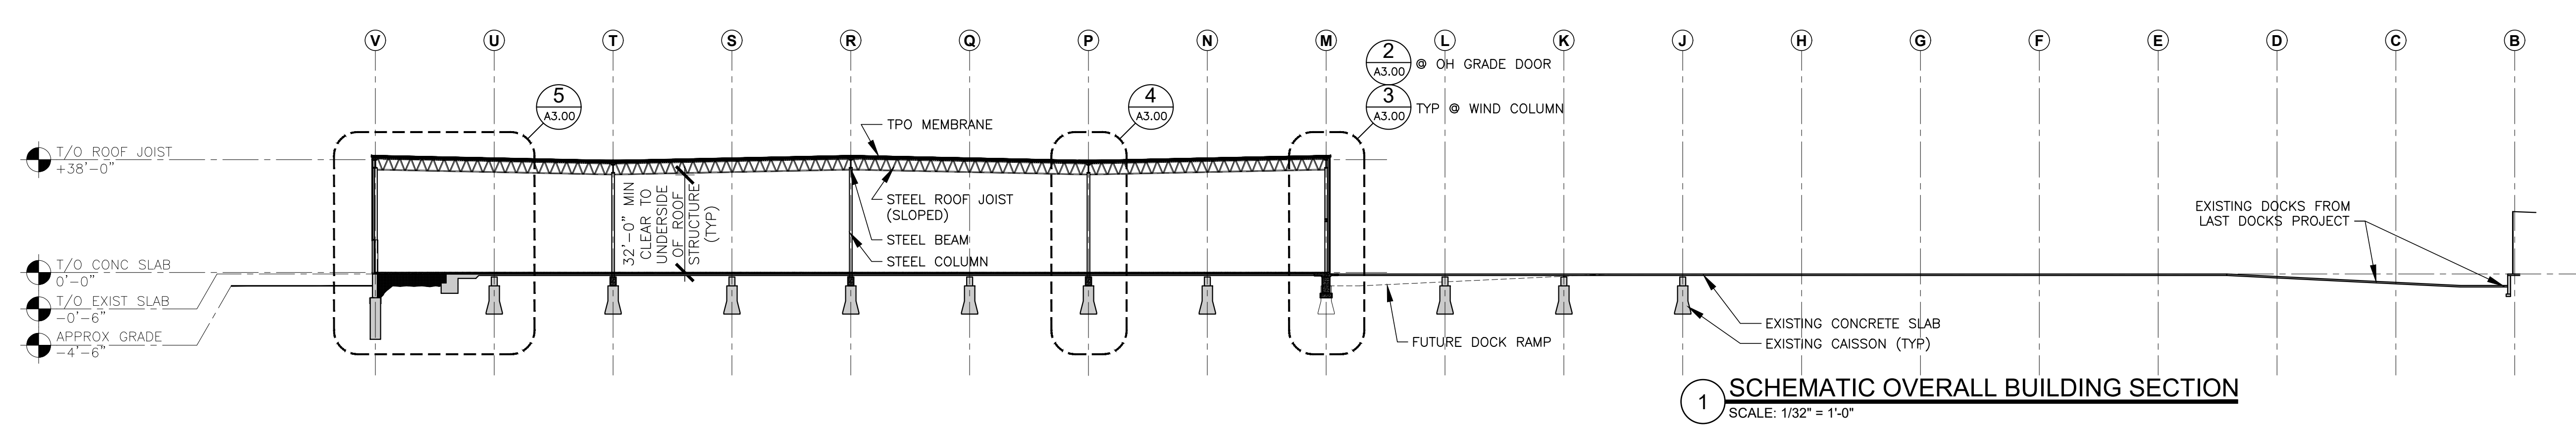 V U T S R Q P N M L K J H G F E D C B
2
A3.00
@ OH GRADE DOOR
5
A3.00
4
A3.00
3
A3.00
TYP @ WIND COLUMN
TPO MEMBRANE
T/O ROOF JOIST
+38'-0"
32'-0" MIN
CLEAR TO
UNDERSIDE
OF ROOF
STRUCTURE
(TYP)
STEEL ROOF JOIST
(SLOPED)
STEEL BEAM
STEEL COLUMN
EXISTING DOCKS FROM
LAST DOCKS PROJECT
T/O CONC SLAB
0'-0"
T/O EXIST SLAB
-0'-6"
APPROX GRADE
-4'-6"
FUTURE DOCK RAMP
EXISTING CONCRETE SLAB
EXISTING CAISSON (TYP)
1
SCHEMATIC OVERALL BUILDING SECTION
SCALE: 1/32" = 1'-0"